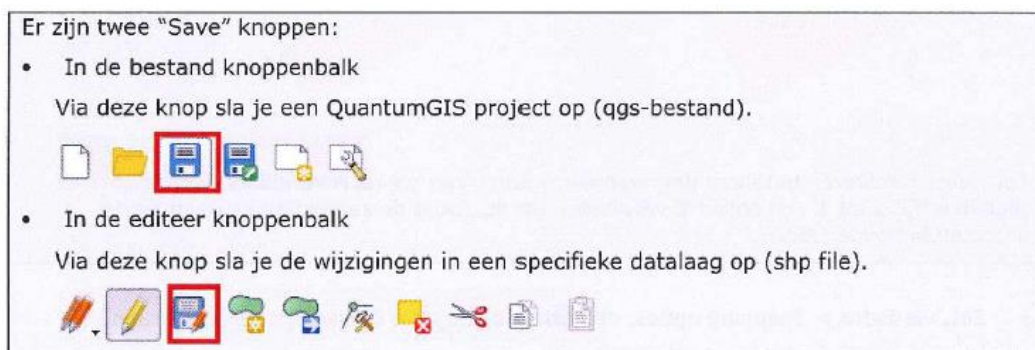 Er zijn twee “Save” knoppen:
• In de bestand knoppenbalk
Via deze knop sla je een QuantumGIS project op (qgs-bestand).
• In de editeer knoppenbalk
Via deze knop sla je de wijzigingen in een specifieke datalaag op (shp file).